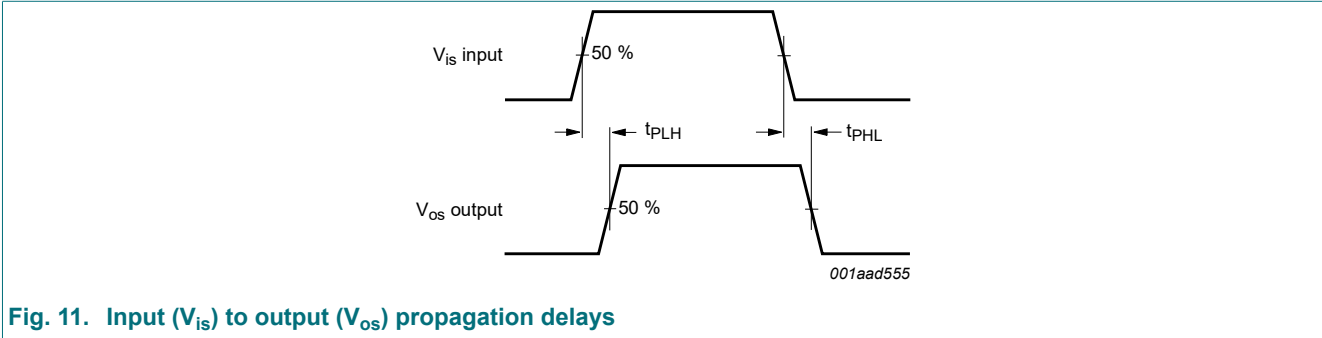 V_is input
50 %
t_PLH
t_PHL
V_os output
50 %
001aad555
Fig. 11. Input (V_is) to output (V_os) propagation delays